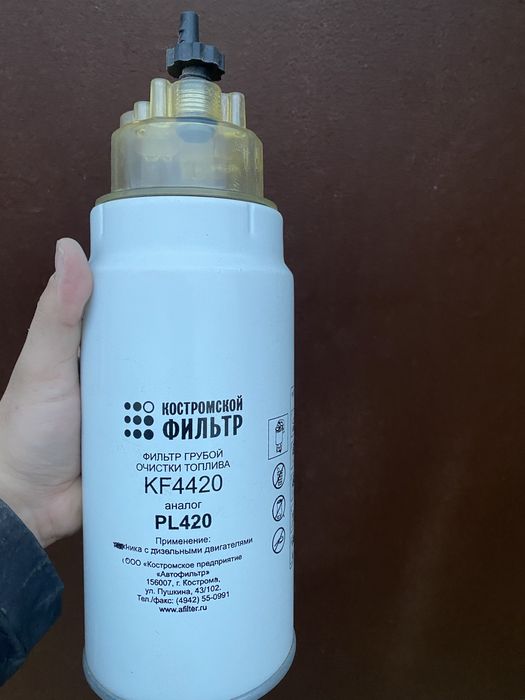 КОСТРОМСКОЙ
ФИЛЬТР
ФИЛЬТР ГРУБОЙ
ОЧИСТКИ ТОПЛИВА
KF4420
аналог
PL420
Применение:
техника с дизельными двигателями
ООО «Костромское предприятие
«Автофильтр»
156007, г. Кострома,
ул. Пушкина, 43/102.
Тел./факс: (4942) 55-0991
www.afilter.ru